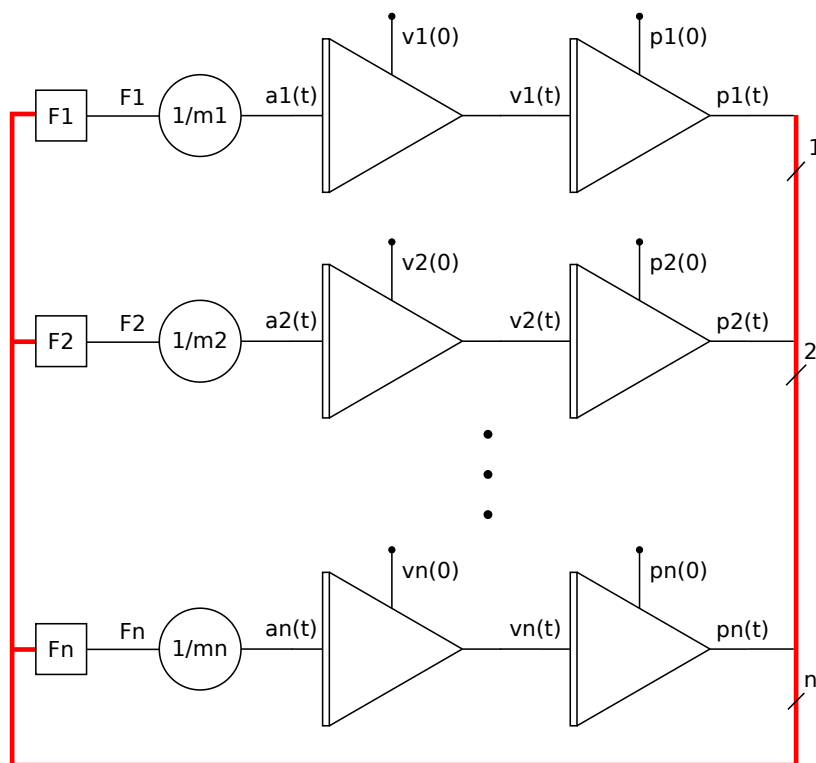 v1(0) p1(0)
F1 F1 1/m1 a1(t) v1(t) p1(t)
1
v2(0) p2(0)
F2 F2 1/m2 a2(t) v2(t) p2(t)
2
vn(0) pn(0)
Fn Fn 1/mn an(t) vn(t) pn(t)
n